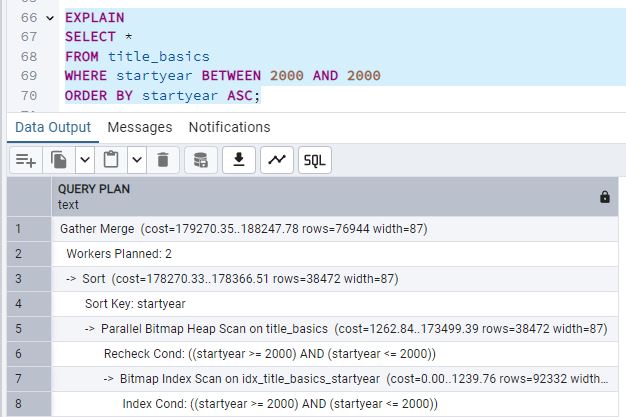 66 EXPLAIN
67 SELECT *
68 FROM title_basics
69 WHERE startyear BETWEEN 2000 AND 2000
70 ORDER BY startyear ASC;
Data Output Messages Notifications
SQL
QUERY PLAN
text
1 Gather Merge (cost=179270.35..188247.78 rows=76944 width=87)
2 Workers Planned: 2
3 -> Sort (cost=178270.33..178366.51 rows=38472 width=87)
4 Sort Key: startyear
5 -> Parallel Bitmap Heap Scan on title_basics (cost=1262.84..173499.39 rows=38472 width=87)
6 Recheck Cond: ((startyear >= 2000) AND (startyear <= 2000))
7 -> Bitmap Index Scan on idx_title_basics_startyear (cost=0.00..1239.76 rows=92332 width...
8 Index Cond: ((startyear >= 2000) AND (startyear <= 2000))